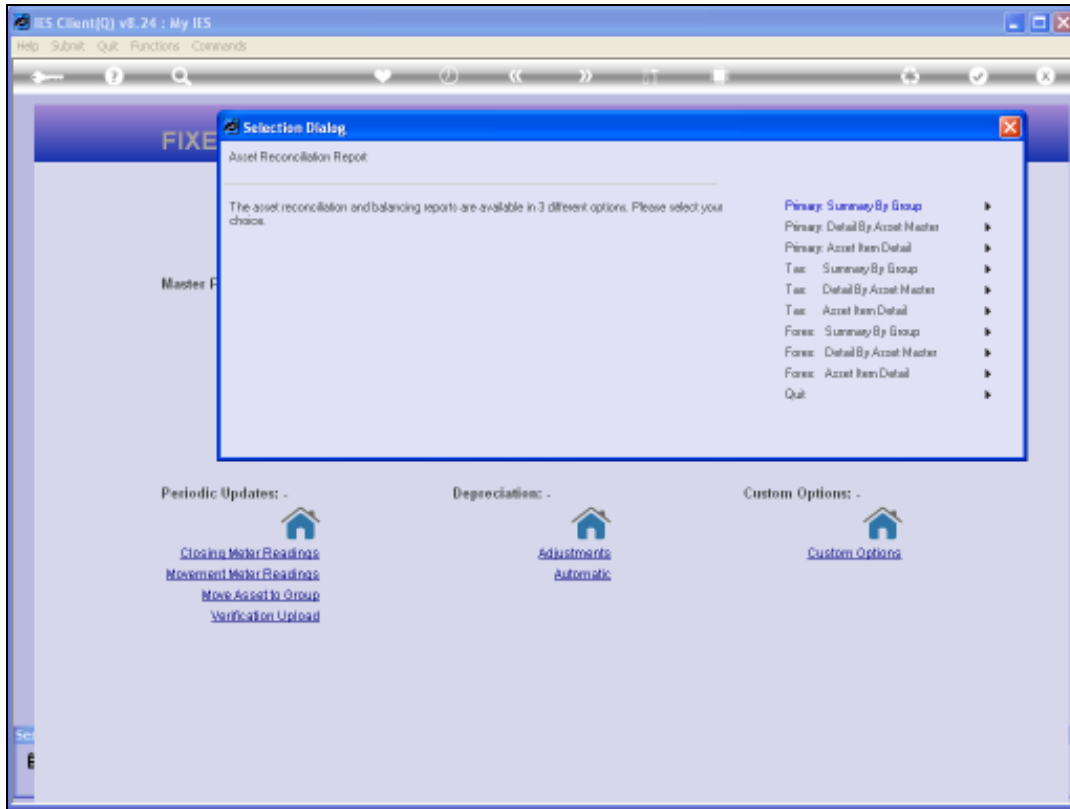 IES Client(Q) v8.24 : My IES
Help Submit Quit Functions Commands
FIXE
Selection Dialog
Asset Reconciliation Report
The asset reconciliation and balancing reports are available in 3 different options. Please select your
choice.
Primary: Summary By Group
Primary: Detail By Asset Master
Primary: Asset Item Detail
Tax: Summary By Group
Tax: Detail By Asset Master
Tax: Asset Item Detail
Forex: Summary By Group
Forex: Detail By Asset Master
Forex: Asset Item Detail
Quit
Master F
Periodic Updates: -
Closing Meter Readings
Movement Meter Readings
Move Asset to Group
Verification Upload
Depreciation: -
Adjustments
Automatic
Custom Options: -
Custom Options
Ser